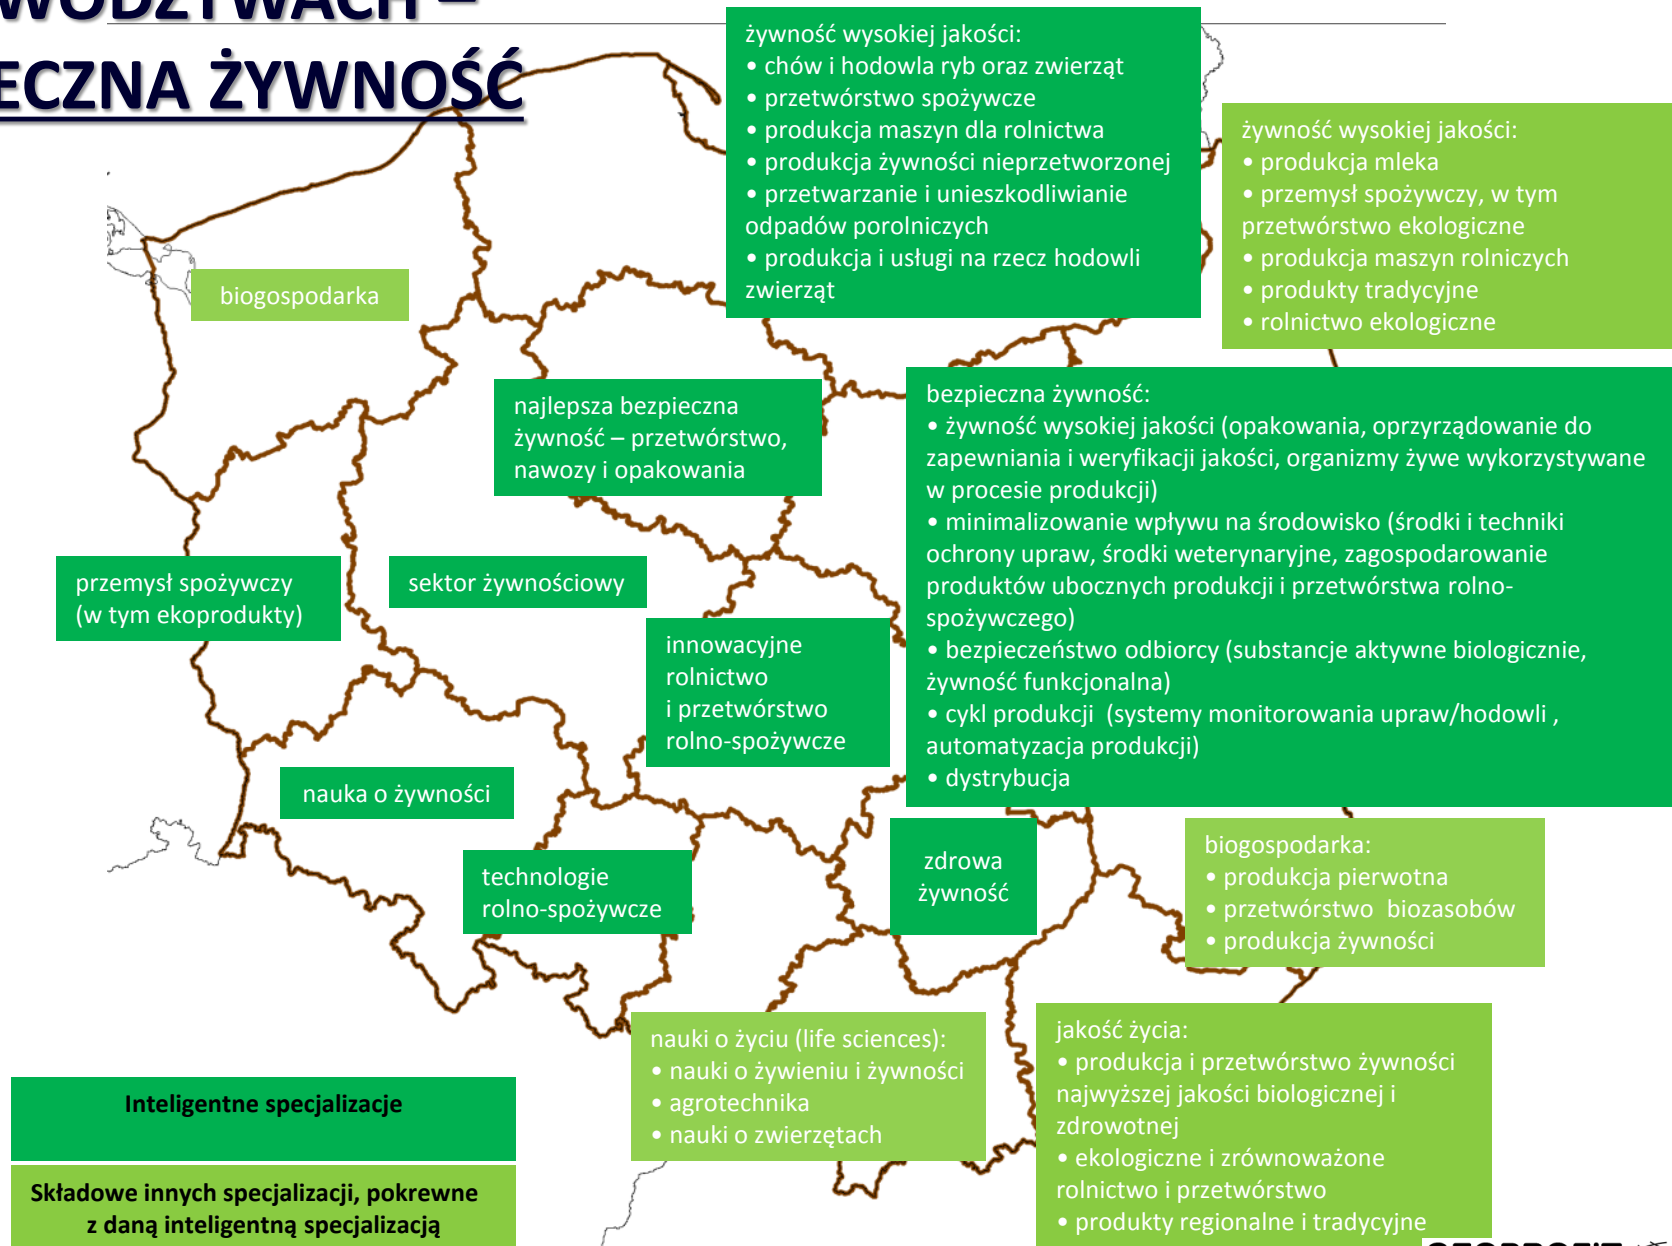 ECZNA ŻYWNOŚĆ
żywność wysokiej jakości:
• chów i hodowla ryb oraz zwierząt
• przetwórstwo spożywcze
• produkcja maszyn dla rolnictwa
• produkcja żywności nieprzetworzonej
• przetwarzanie i unieszkodliwianie
odpadów porolniczych
• produkcja i usługi na rzecz hodowli
zwierząt
żywność wysokiej jakości:
• produkcja mleka
• przemysł spożywczy, w tym
przetwórstwo ekologiczne
• produkcja maszyn rolniczych
• produkty tradycyjne
• rolnictwo ekologiczne
biogospodarka
najlepsza bezpieczna
żywność – przetwórstwo,
nawozy i opakowania
bezpieczna żywność:
• żywność wysokiej jakości (opakowania, oprzyrządowanie do
zapewniania i weryfikacji jakości, organizmy żywe wykorzystywane
w procesie produkcji)
• minimalizowanie wpływu na środowisko (środki i techniki
ochrony upraw, środki weterynaryjne, zagospodarowanie
produktów ubocznych produkcji i przetwórstwa rolno-
spożywczego)
• bezpieczeństwo odbiorcy (substancje aktywne biologicznie,
żywność funkcjonalna)
• cykl produkcji  (systemy monitorowania upraw/hodowli ,
automatyzacja produkcji)
• dystrybucja
przemysł spożywczy
(w tym ekoprodukty)
sektor żywnościowy
innowacyjne
rolnictwo
i przetwórstwo
rolno-spożywcze
nauka o żywności
technologie
rolno-spożywcze
zdrowa
żywność
biogospodarka:
• produkcja pierwotna
• przetwórstwo  biozasobów
• produkcja żywności
nauki o życiu (life sciences):
• nauki o żywieniu i żywności
• agrotechnika
• nauki o zwierzętach
jakość życia:
• produkcja i przetwórstwo żywności
najwyższej jakości biologicznej i
zdrowotnej
• ekologiczne i zrównoważone
rolnictwo i przetwórstwo
• produkty regionalne i tradycyjne
Inteligentne specjalizacje
Składowe innych specjalizacji, pokrewne
z daną inteligentną specjalizacją